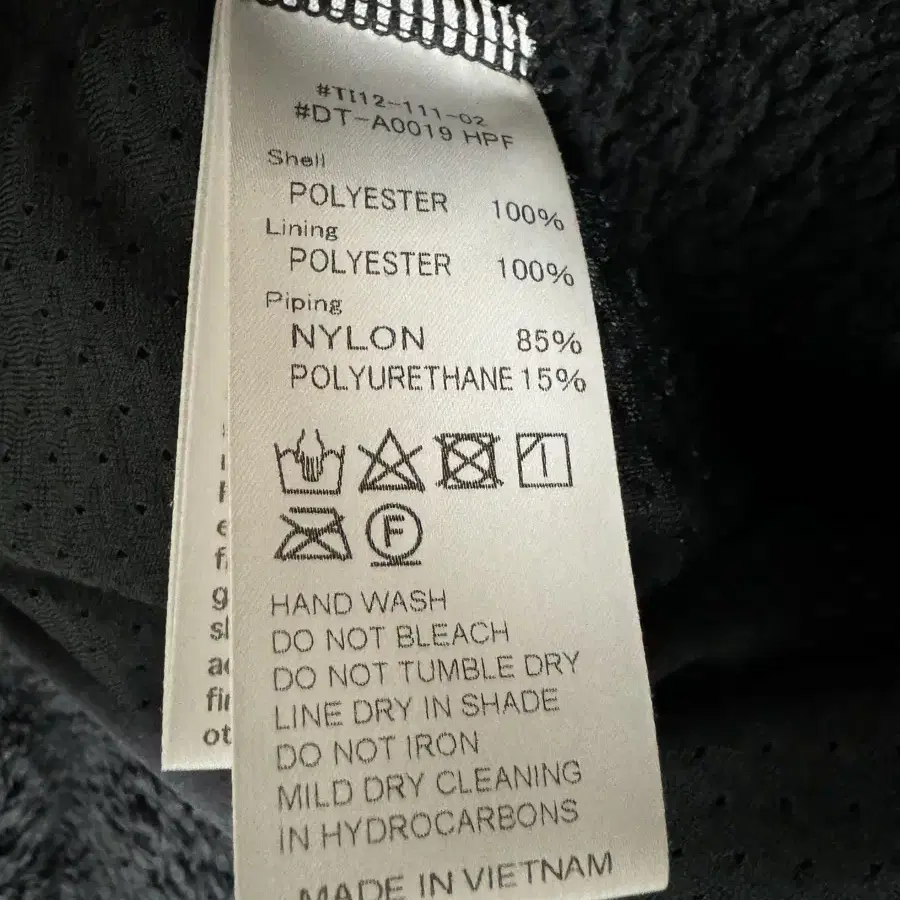 #TI12-111-02
#DT-A0019 HPF
Shell
POLYESTER 100%
Lining
POLYESTER 100%
Piping
NYLON 85%
POLYURETHANE 15%
F
HAND WASH
DO NOT BLEACH
DO NOT TUMBLE DRY
LINE DRY IN SHADE
DO NOT IRON
MILD DRY CLEANING
IN HYDROCARBONS
MADE IN VIETNAM